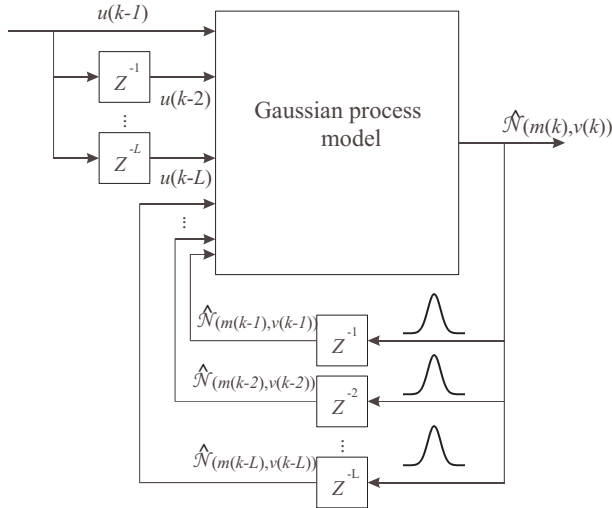 u(k-1)
Z⁻¹
u(k-2)
⋮
Z⁻ᴸ
u(k-L)
⋮
Gaussian process
model
𝒩̂(m(k),v(k))
𝒩̂(m(k-1),v(k-1))
Z⁻¹
𝒩̂(m(k-2),v(k-2))
Z⁻²
⋮
𝒩̂(m(k-L),v(k-L))
Z⁻ᴸ